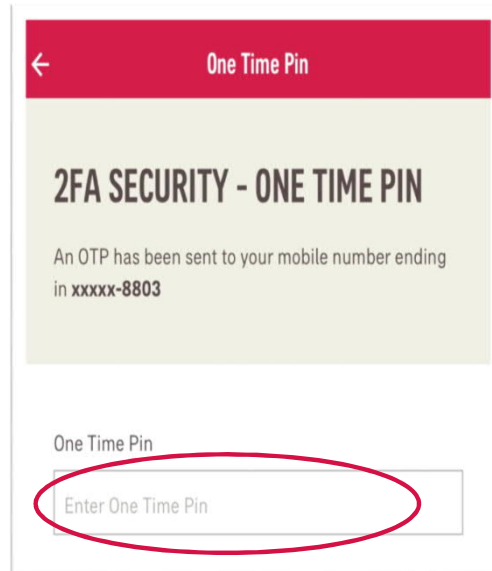 One Time Pin
2FA SECURITY - ONE TIME PIN
An OTP has been sent to your mobile number ending
in xxxxx-8803
One Time Pin
Enter One Time Pin